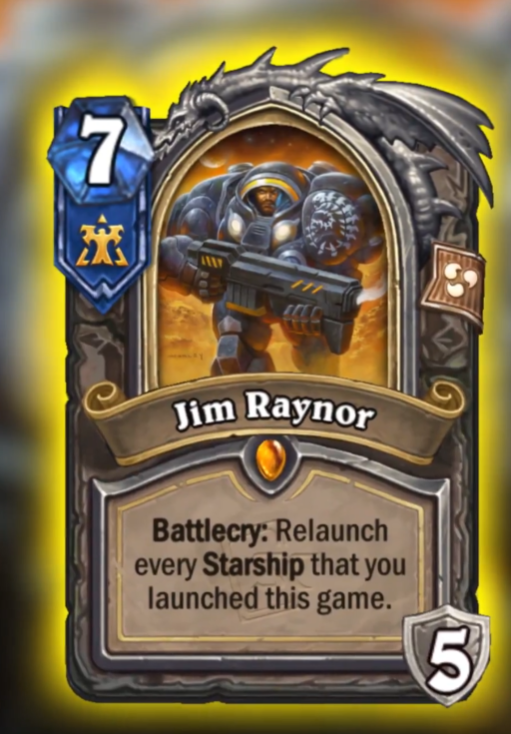 7
Jim Raynor
Battlecry: Relaunch
every Starship that you
launched this game.
5